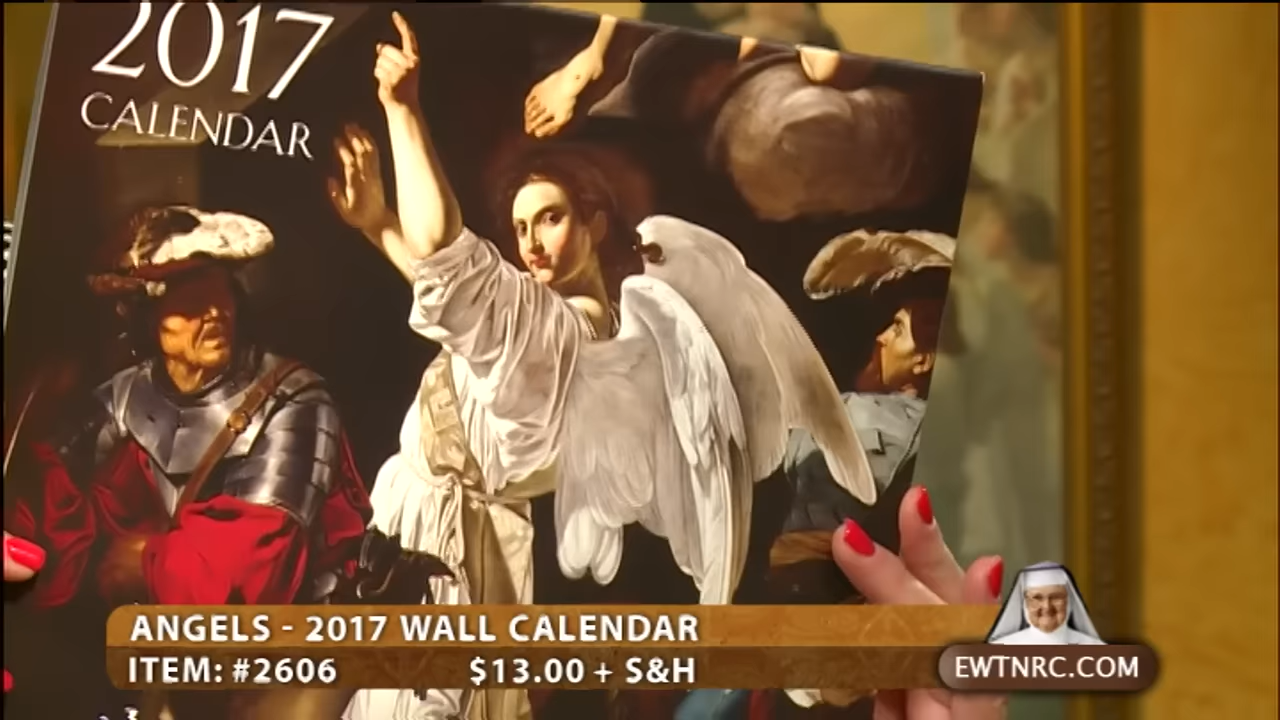 2017
CALENDAR
ANGELS - 2017 WALL CALENDAR
ITEM: #2606 $13.00 + S&H
EWTNRC.COM